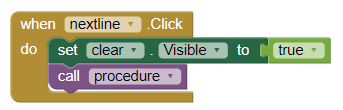 when nextline .Click
do set clear . Visible to true
call procedure